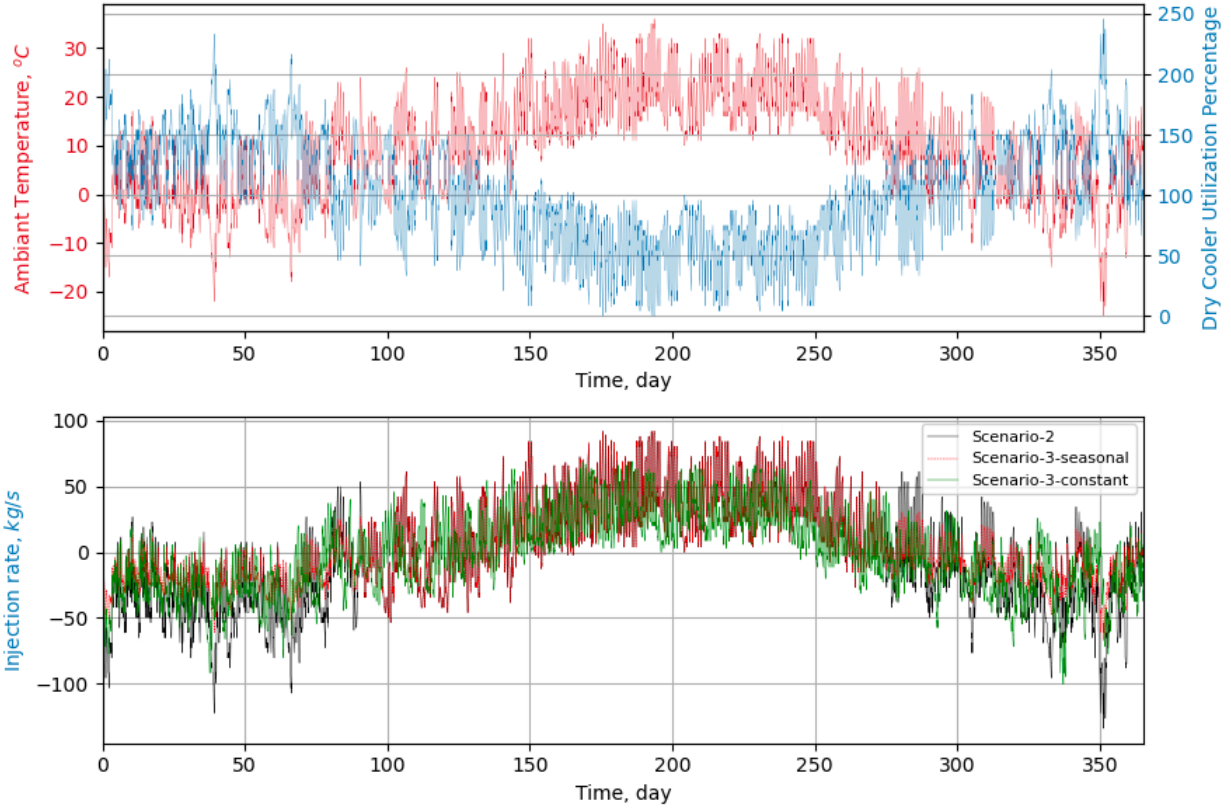 Ambiant Temperature, °C
30
20
10
0
−10
−20
250
200
150
100
50
0
Dry Cooler Utilization Percentage
0 50 100 150 200 250 300 350
Time, day
Injection rate, kg/s
100
50
0
−50
−100
Scenario-2
Scenario-3-seasonal
Scenario-3-constant
0 50 100 150 200 250 300 350
Time, day